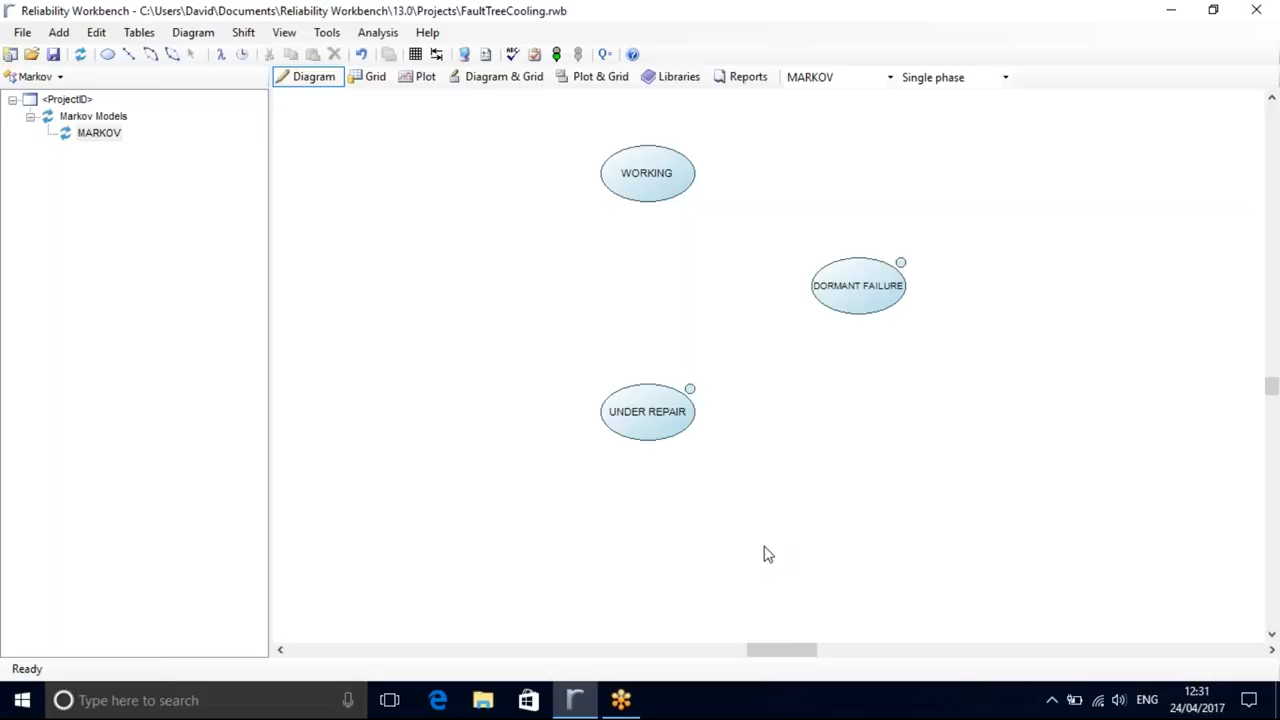 Reliability Workbench - C:\Users\David\Documents\Reliability Workbench\13.0\Projects\FaultTreeCooling.rwb
File Add Edit Tables Diagram Shift View Tools Analysis Help
Markov Diagram Grid Plot Diagram & Grid Plot & Grid Libraries Reports MARKOV Single phase
<ProjectID>
Markov Models
MARKOV
WORKING
DORMANT FAILURE
UNDER REPAIR
Ready
Type here to search
ENG
12:31
24/04/2017